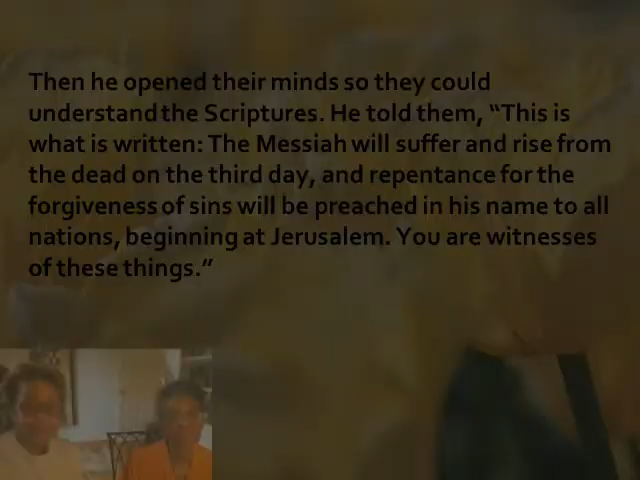 Then he opened their minds so they could
understand the Scriptures. He told them, “This is
what is written: The Messiah will suffer and rise from
the dead on the third day, and repentance for the
forgiveness of sins will be preached in his name to all
nations, beginning at Jerusalem. You are witnesses
of these things.”